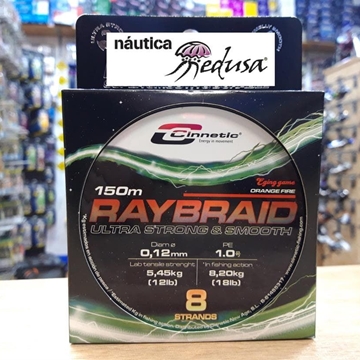 náutica
Medusa
Cinnetic
Energy in movement
Tying game
ORANGE FIRE
150m
RAYBRAID
ULTRA STRONG & SMOOTH
Diam ø
0,12mm
PE
1.0
Lab tensile strenght
5,45kg
(12lb)
*In fishing action
8,20kg
(18lb)
8
STRANDS